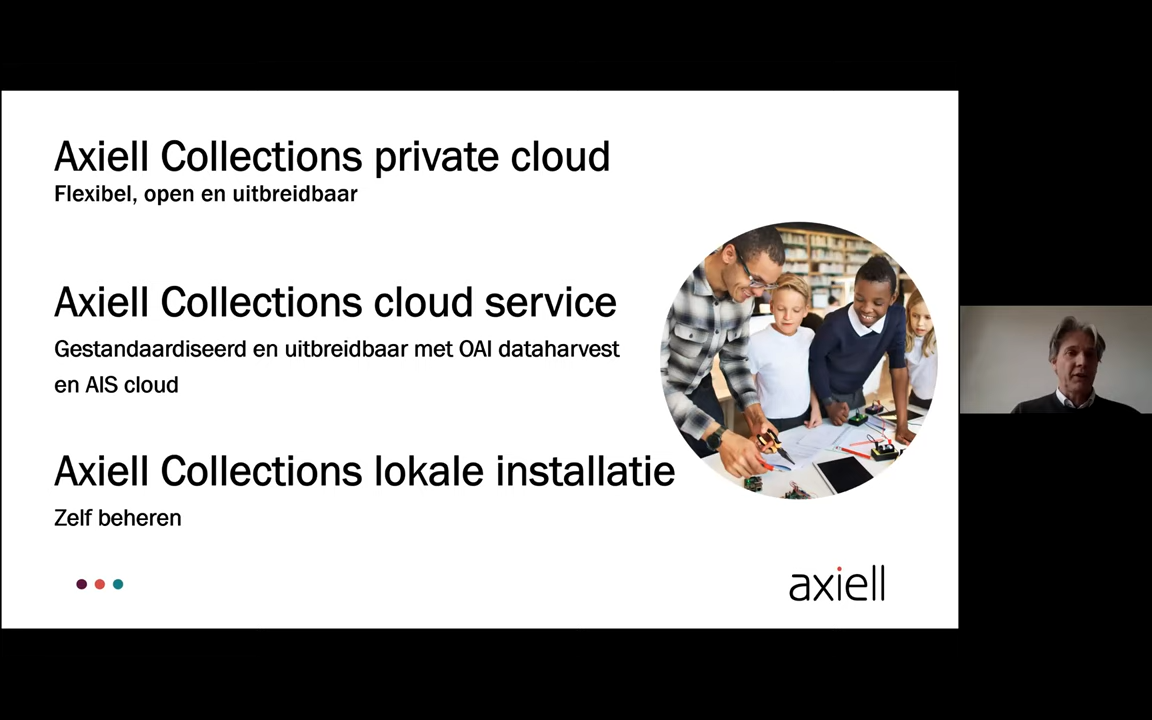 Axiell Collections private cloud
Flexibel, open en uitbreidbaar
Axiell Collections cloud service
Gestandaardiseerd en uitbreidbaar met OAI dataharvest
en AIS cloud
Axiell Collections lokale installatie
Zelf beheren
axiell